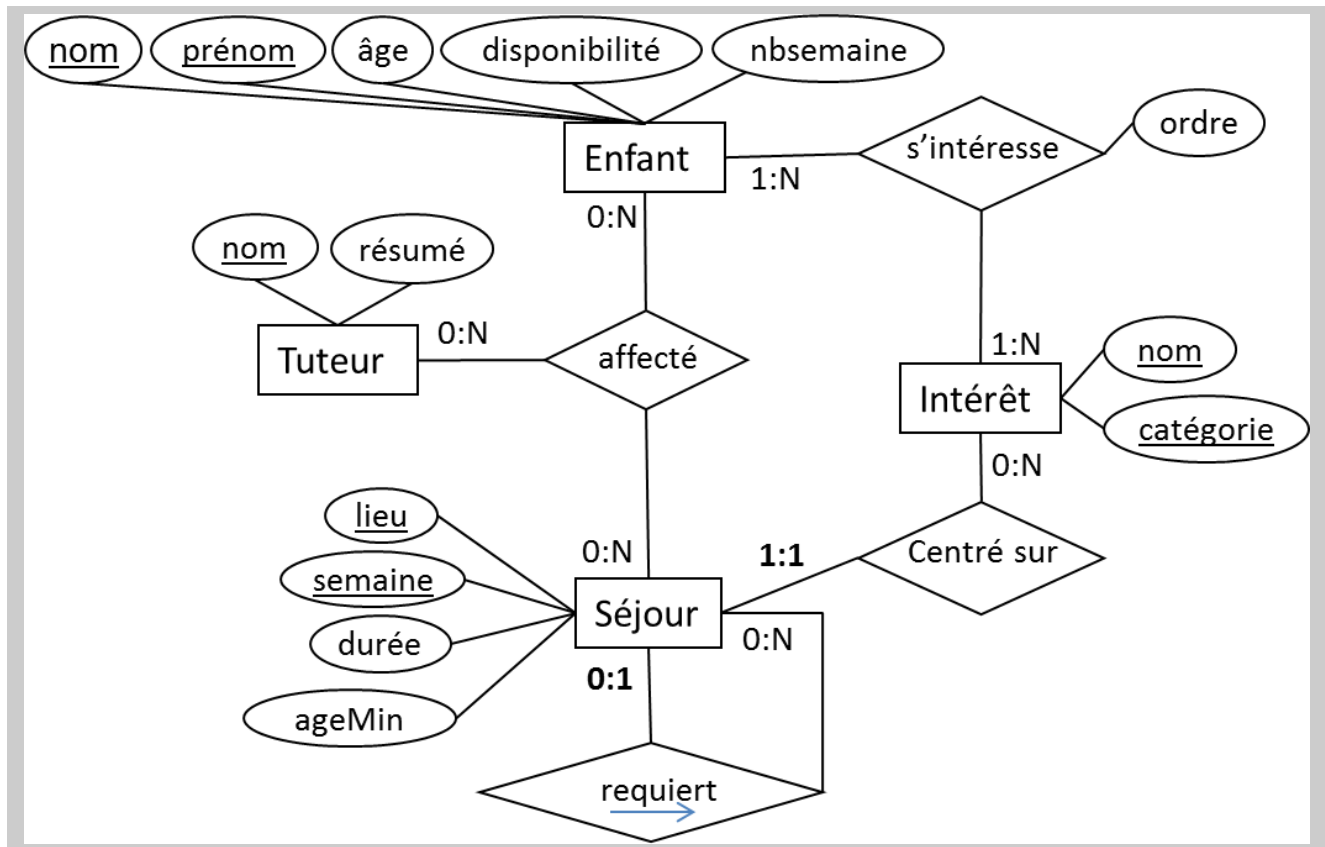 nom
prénom
âge
disponibilité
nbsemaine
ordre
Enfant
s'intéresse
1:N
0:N
nom
résumé
Tuteur
0:N
affecté
1:N
nom
Intérêt
catégorie
0:N
lieu
semaine
durée
ageMin
0:N
1:1
Centré sur
Séjour
0:N
0:1
requiert